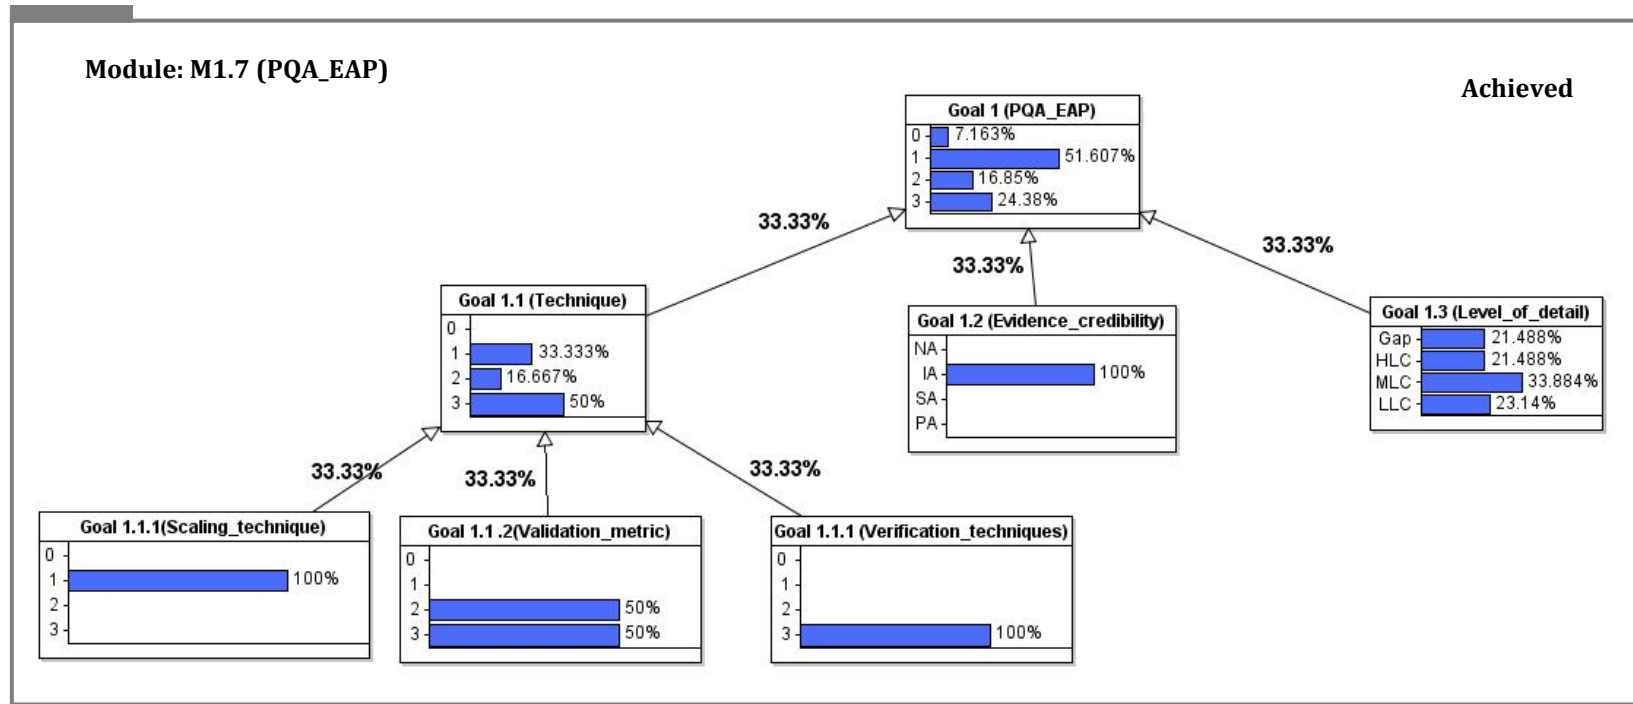 Module: M1.7 (PQA_EAP)
Achieved
Goal 1 (PQA_EAP)
0 7.163%
1 51.607%
2 16.85%
3 24.38%
33.33%
33.33%
33.33%
Goal 1.1 (Technique)
0
1 33.333%
2 16.667%
3 50%
Goal 1.2 (Evidence_credibility)
NA
IA 100%
SA
PA
Goal 1.3 (Level_of_detail)
Gap 21.488%
HLC 21.488%
MLC 33.884%
LLC 23.14%
33.33%
33.33%
33.33%
Goal 1.1.1(Scaling_technique)
0
1 100%
2
3
Goal 1.1 .2(Validation_metric)
0
1
2 50%
3 50%
Goal 1.1.1 (Verification_techniques)
0
1
2
3 100%